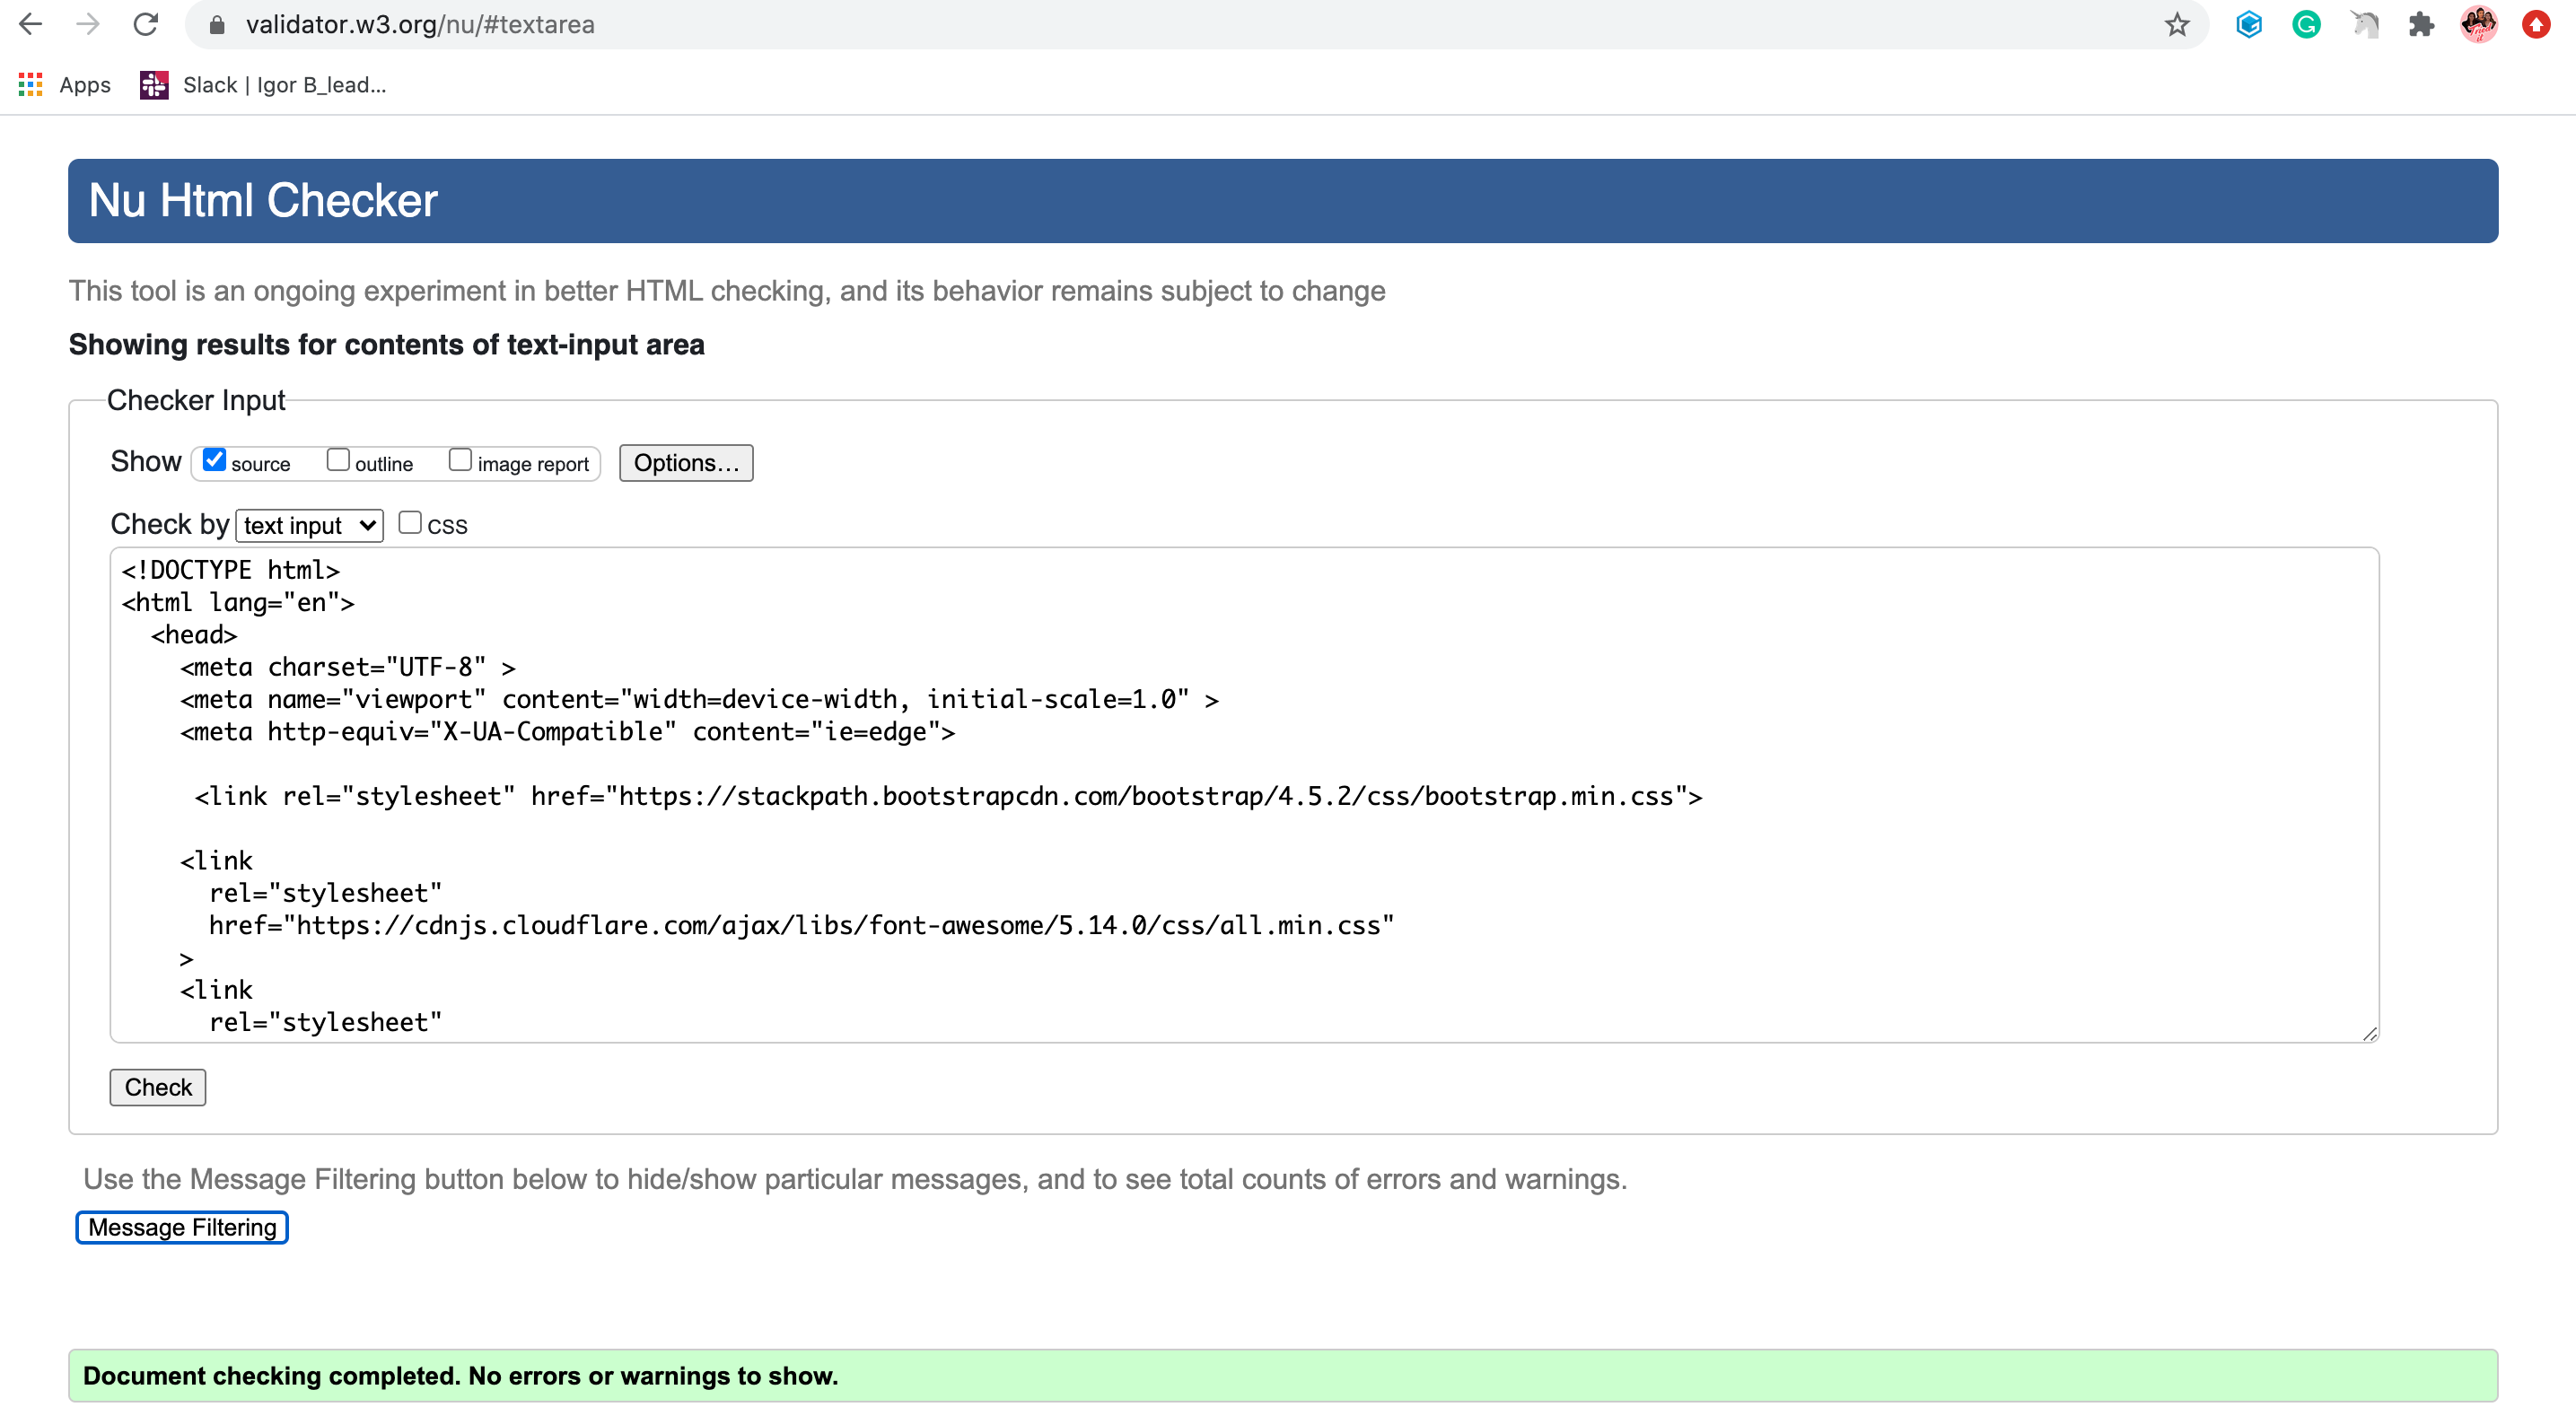 validator.w3.org/nu/#textarea
Apps
Slack | Igor B_lead...
Nu Html Checker
This tool is an ongoing experiment in better HTML checking, and its behavior remains subject to change
Showing results for contents of text-input area
Checker Input
Show source outline image report Options...
Check by text input CSS
<!DOCTYPE html>
<html lang="en">
  <head>
    <meta charset="UTF-8" >
    <meta name="viewport" content="width=device-width, initial-scale=1.0" >
    <meta http-equiv="X-UA-Compatible" content="ie=edge">
     <link rel="stylesheet" href="https://stackpath.bootstrapcdn.com/bootstrap/4.5.2/css/bootstrap.min.css">
    <link
      rel="stylesheet"
      href="https://cdnjs.cloudflare.com/ajax/libs/font-awesome/5.14.0/css/all.min.css"
    >
    <link
      rel="stylesheet"
Check
Use the Message Filtering button below to hide/show particular messages, and to see total counts of errors and warnings.
Message Filtering
Document checking completed. No errors or warnings to show.